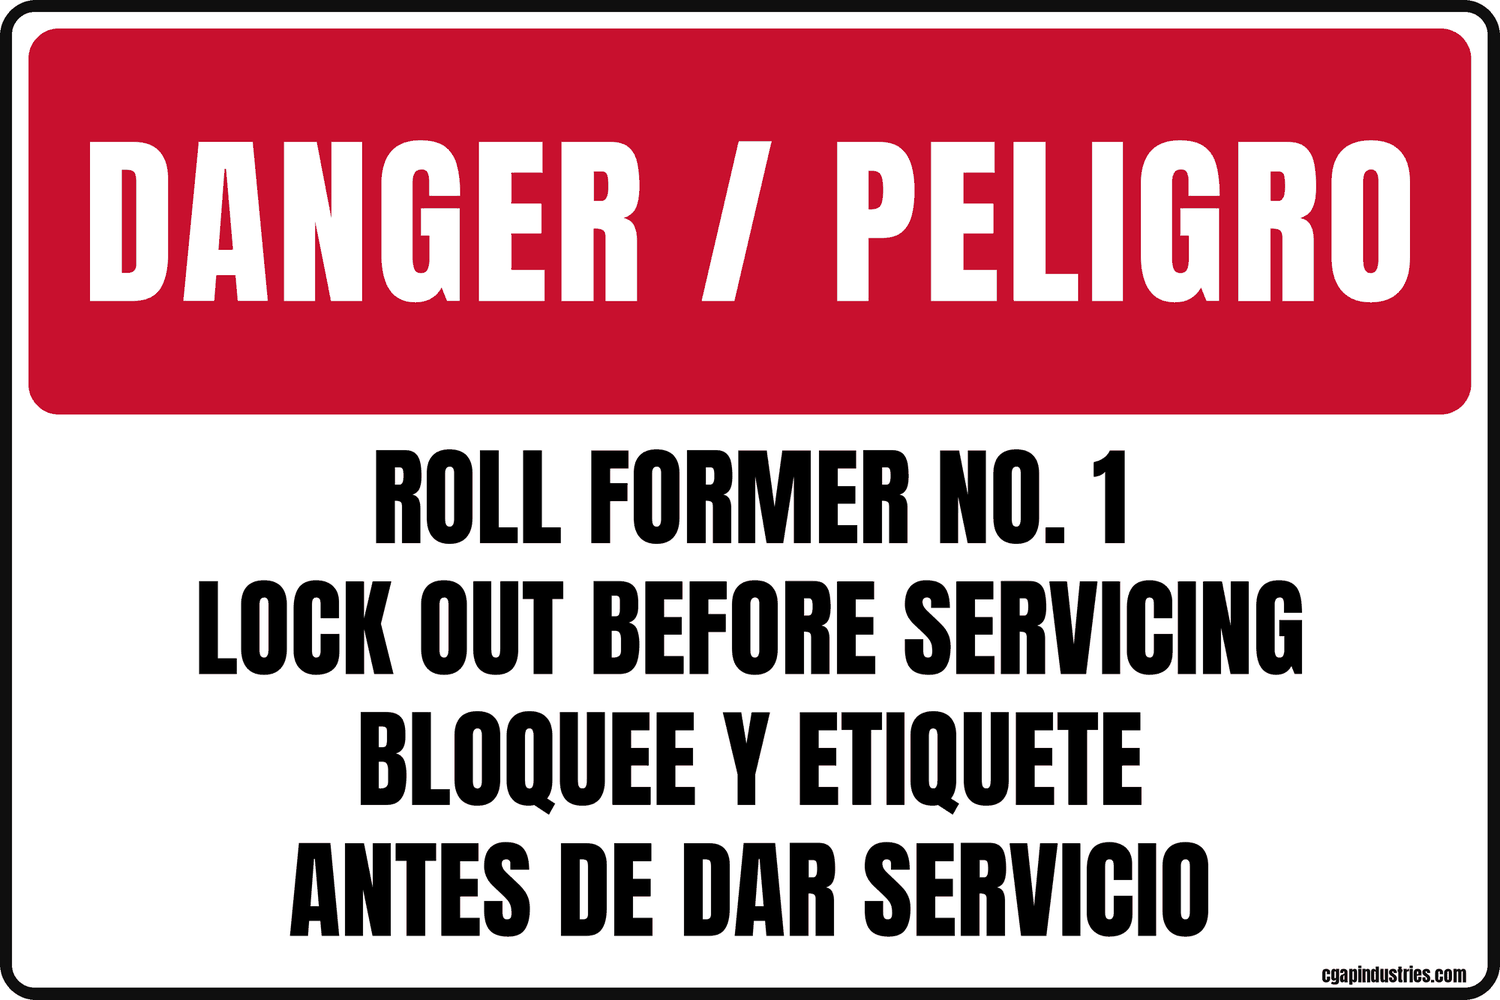 DANGER / PELIGRO
ROLL FORMER NO. 1
LOCK OUT BEFORE SERVICING
BLOQUEE Y ETIQUETE
ANTES DE DAR SERVICIO
cgapindustries.com